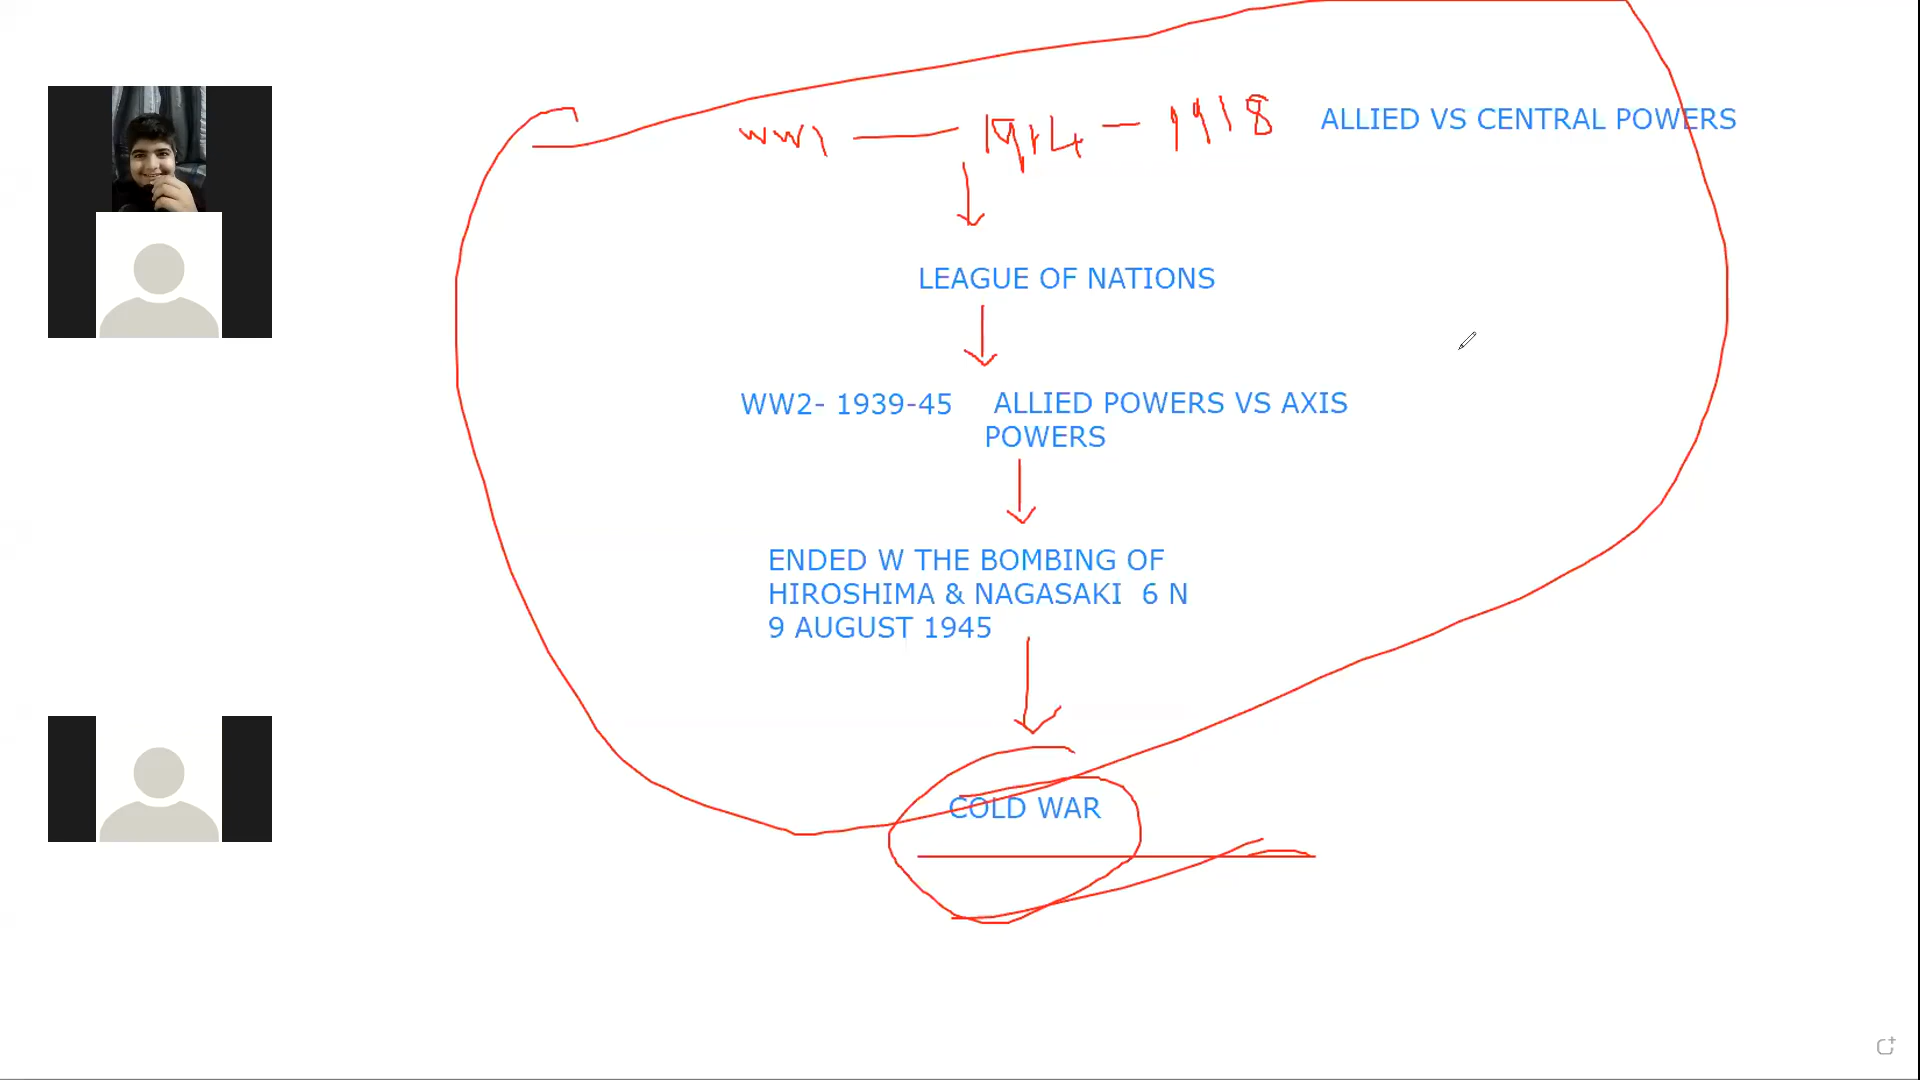 WW1 — 1914 — 1918 ALLIED VS CENTRAL POWERS
LEAGUE OF NATIONS
WW2- 1939-45 ALLIED POWERS VS AXIS
POWERS
ENDED W THE BOMBING OF
HIROSHIMA & NAGASAKI 6 N
9 AUGUST 1945
COLD WAR